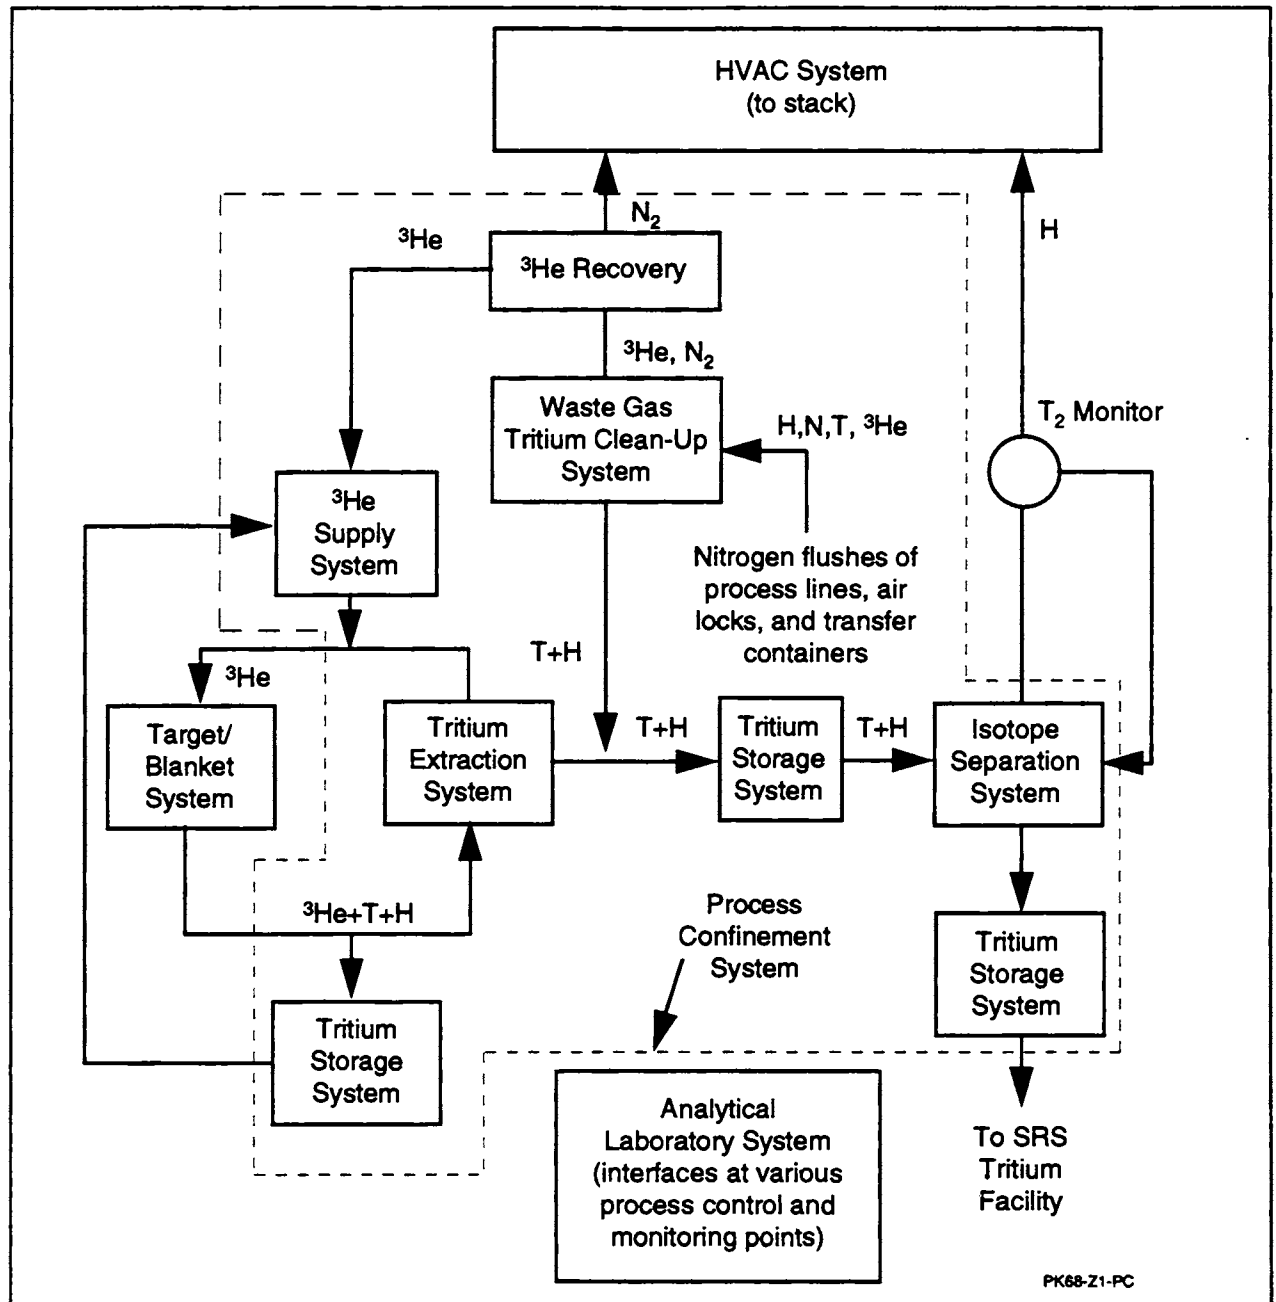 HVAC System
(to stack)
N₂
³He
H
³He Recovery
³He, N₂
Waste Gas
Tritium Clean-Up
System
H,N,T, ³He
T₂ Monitor
³He
Supply
System
Nitrogen flushes of
process lines, air
locks, and transfer
containers
T+H
³He
Target/
Blanket
System
Tritium
Extraction
System
T+H
Tritium
Storage
System
T+H
Isotope
Separation
System
³He+T+H
Process
Confinement
System
Tritium
Storage
System
Tritium
Storage
System
Analytical
Laboratory System
(interfaces at various
process control and
monitoring points)
To SRS
Tritium
Facility
PK68-Z1-PC